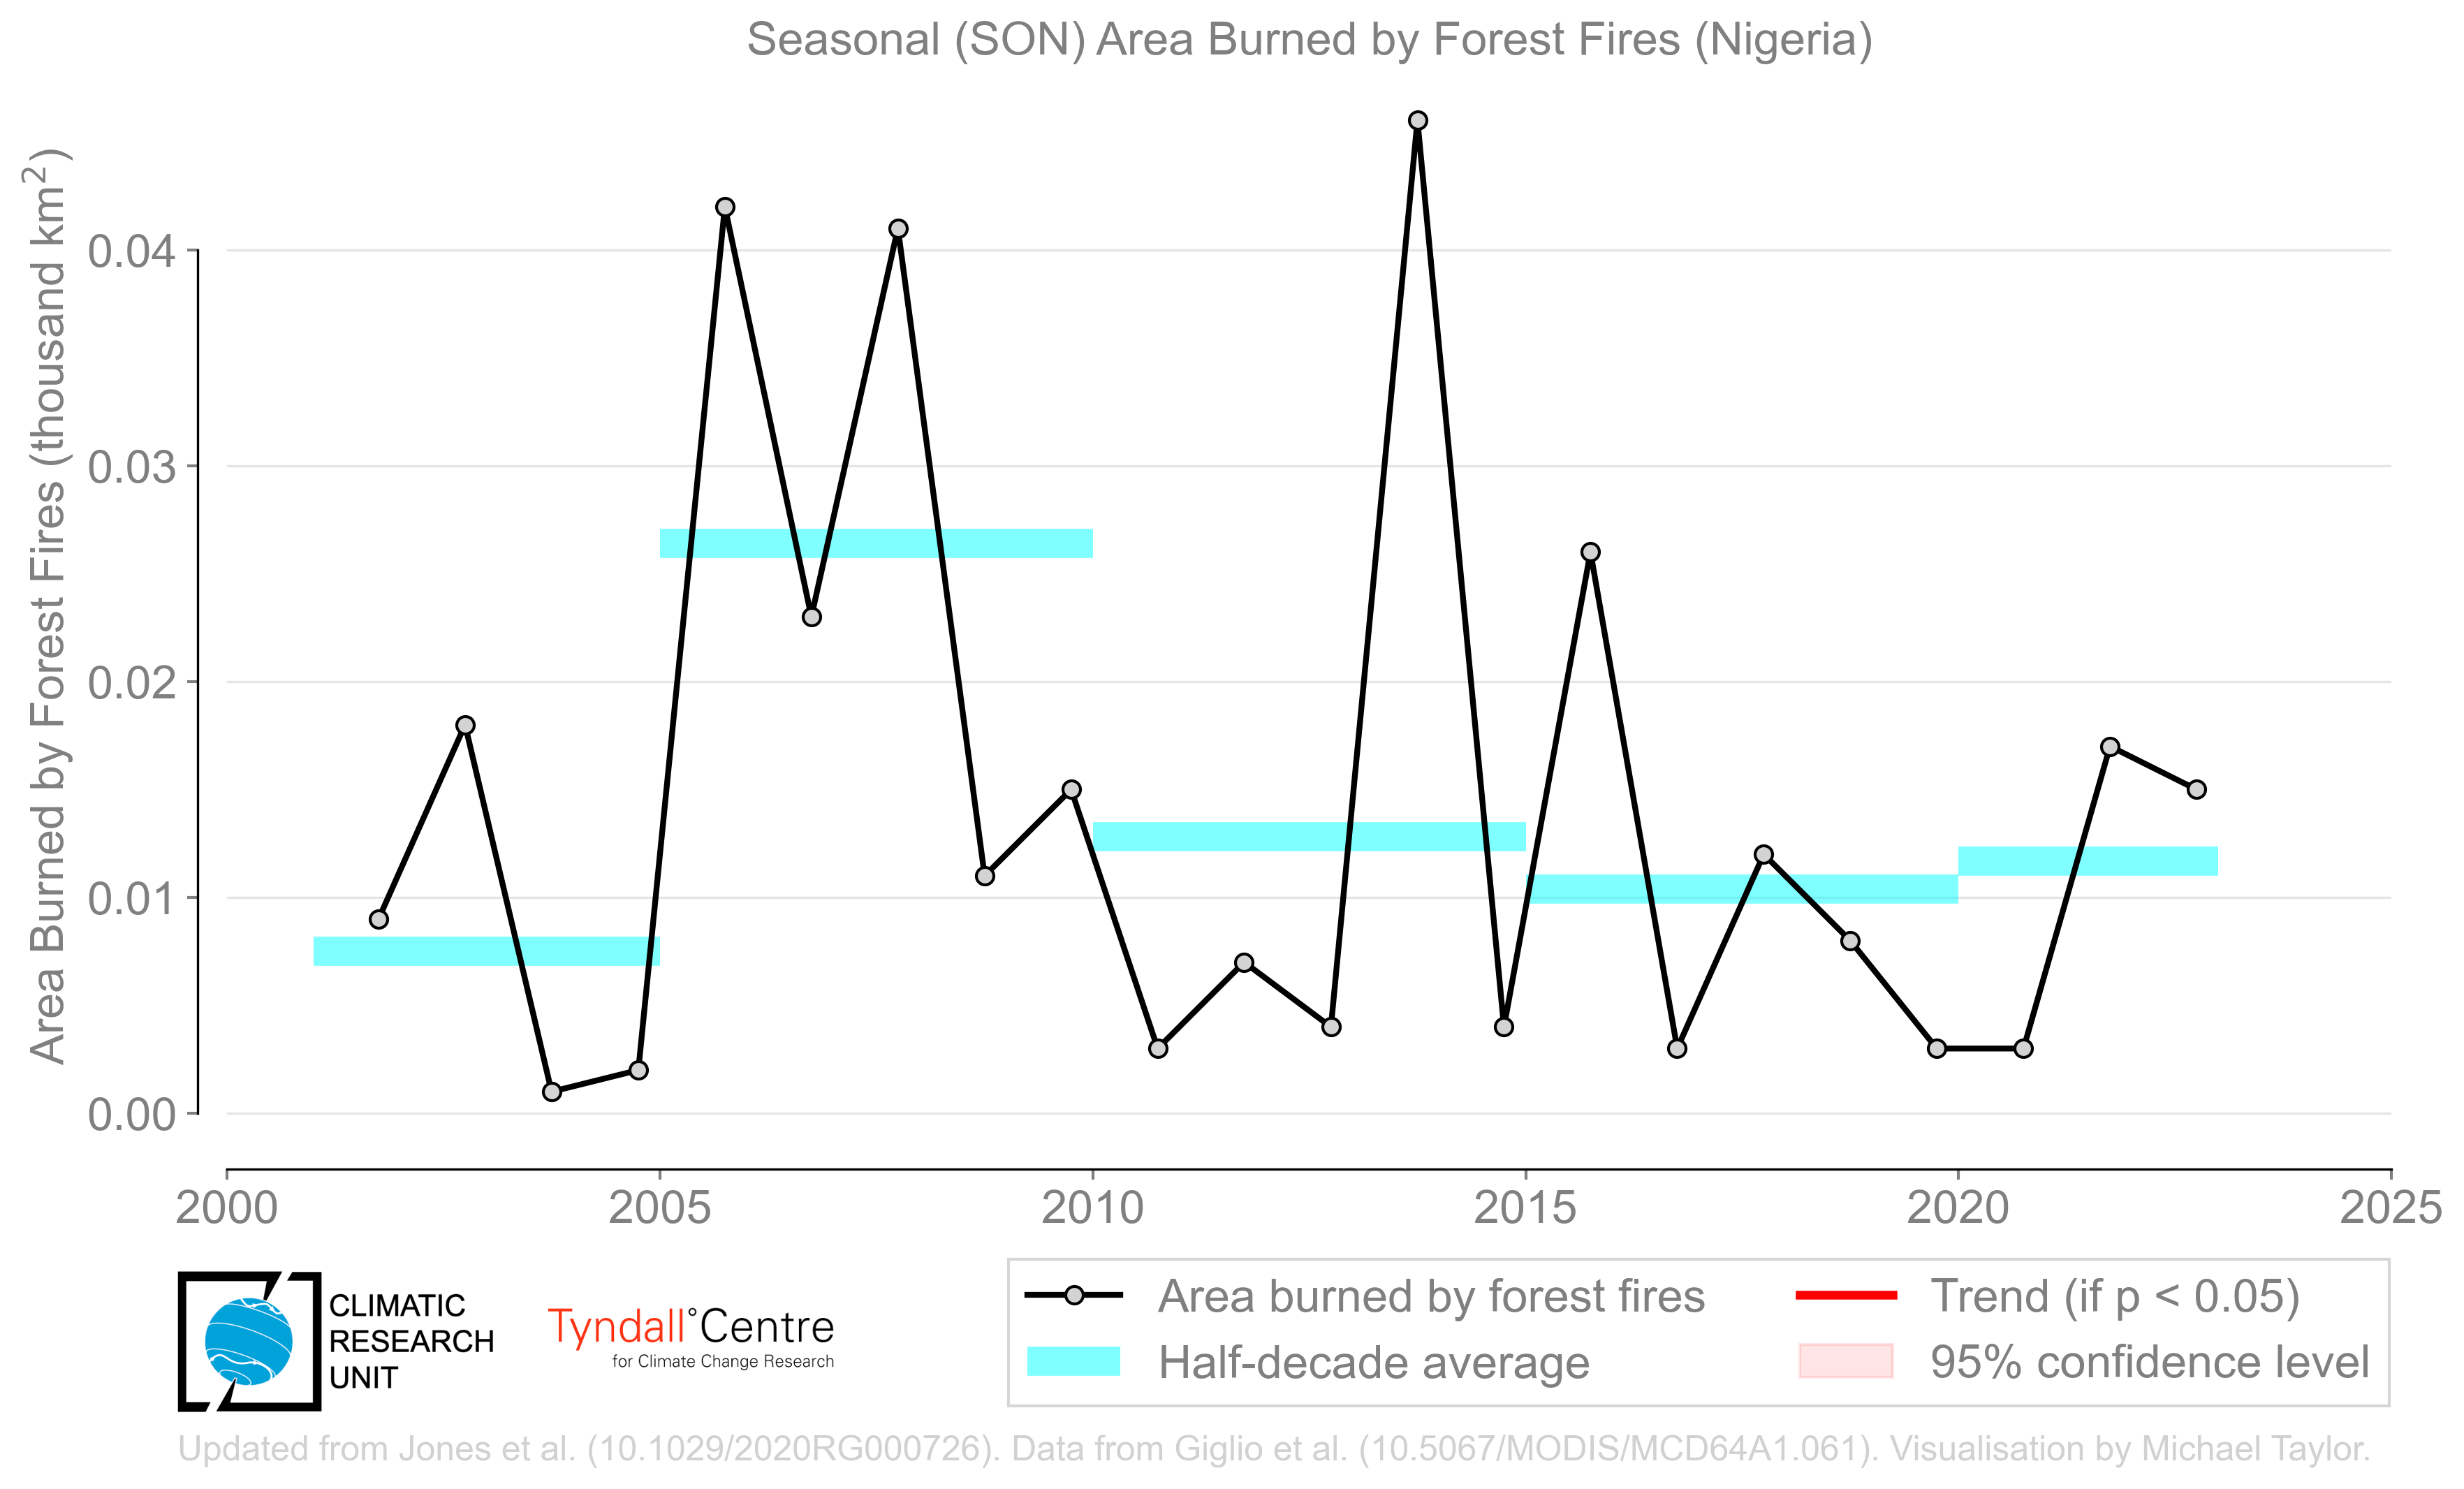 Seasonal (SON) Area Burned by Forest Fires (Nigeria)
Area Burned by Forest Fires (thousand km²)
0.04
0.03
0.02
0.01
0.00
2000 2005 2010 2015 2020 2025
CLIMATIC
RESEARCH
UNIT
Tyndall°Centre
for Climate Change Research
Area burned by forest fires
Half-decade average
Trend (if p < 0.05)
95% confidence level
Updated from Jones et al. (10.1029/2020RG000726). Data from Giglio et al. (10.5067/MODIS/MCD64A1.061). Visualisation by Michael Taylor.